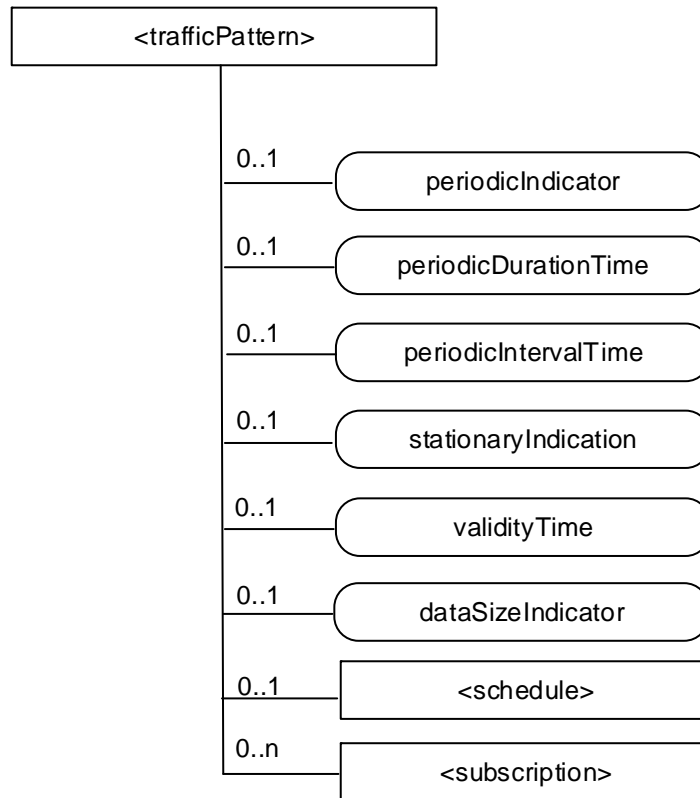 <trafficPattern>
0..1
periodicIndicator
0..1
periodicDurationTime
0..1
periodicIntervalTime
0..1
stationaryIndication
0..1
validityTime
0..1
dataSizeIndicator
0..1
<schedule>
0..n
<subscription>